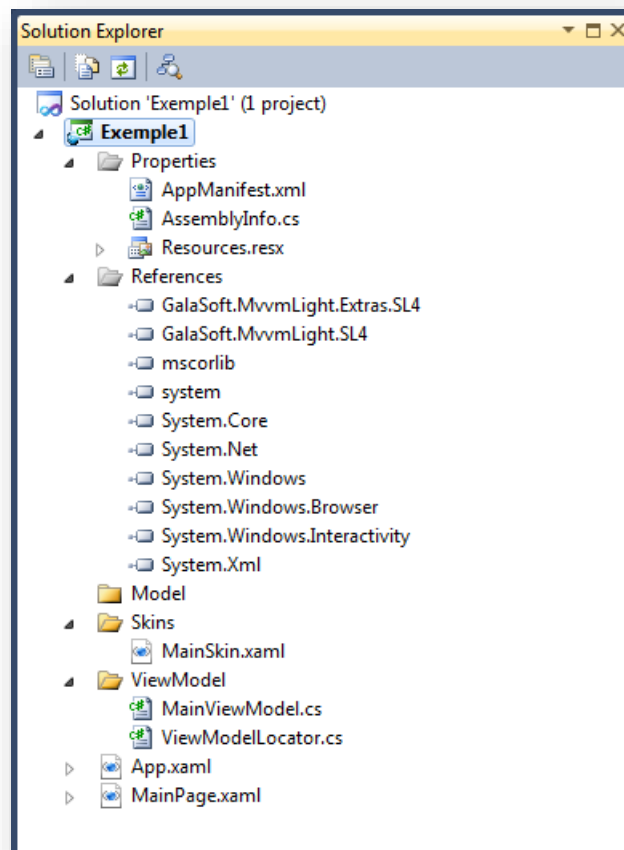 Solution Explorer
Solution 'Exemple1' (1 project)
Exemple1
Properties
AppManifest.xml
AssemblyInfo.cs
Resources.resx
References
GalaSoft.MvvmLight.Extras.SL4
GalaSoft.MvvmLight.SL4
mscorlib
system
System.Core
System.Net
System.Windows
System.Windows.Browser
System.Windows.Interactivity
System.Xml
Model
Skins
MainSkin.xaml
ViewModel
MainViewModel.cs
ViewModelLocator.cs
App.xaml
MainPage.xaml